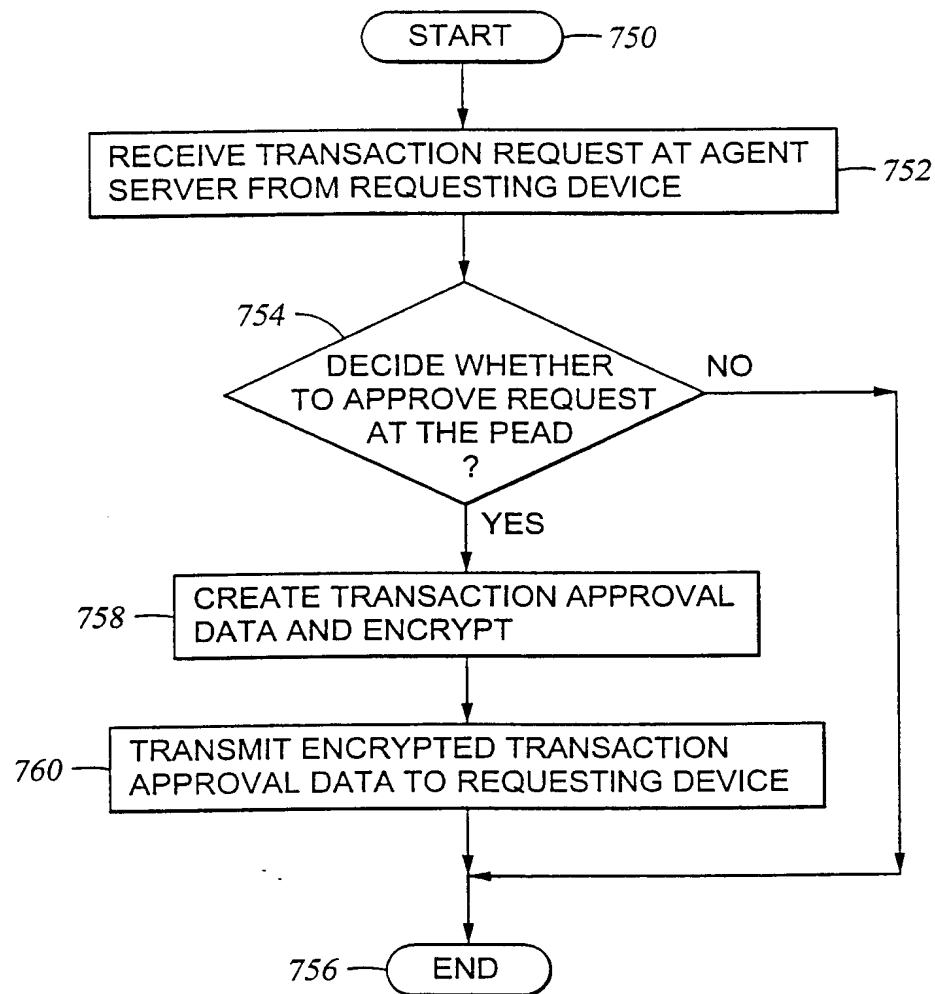 START
750
RECEIVE TRANSACTION REQUEST AT AGENT
SERVER FROM REQUESTING DEVICE
752
754
DECIDE WHETHER
TO APPROVE REQUEST
AT THE PEAD
?
NO
YES
758
CREATE TRANSACTION APPROVAL
DATA AND ENCRYPT
760
TRANSMIT ENCRYPTED TRANSACTION
APPROVAL DATA TO REQUESTING DEVICE
756
END